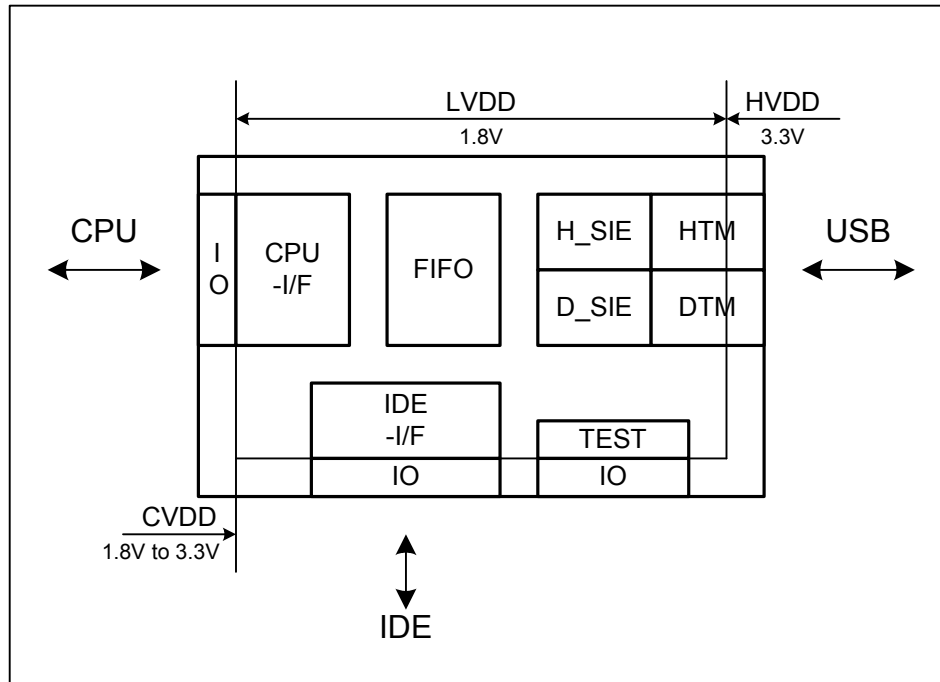 LVDD
1.8V
HVDD
3.3V
CPU
I
O
CPU
-I/F
FIFO
H_SIE
HTM
D_SIE
DTM
USB
IDE
-I/F
IO
TEST
IO
CVDD
1.8V to 3.3V
IDE